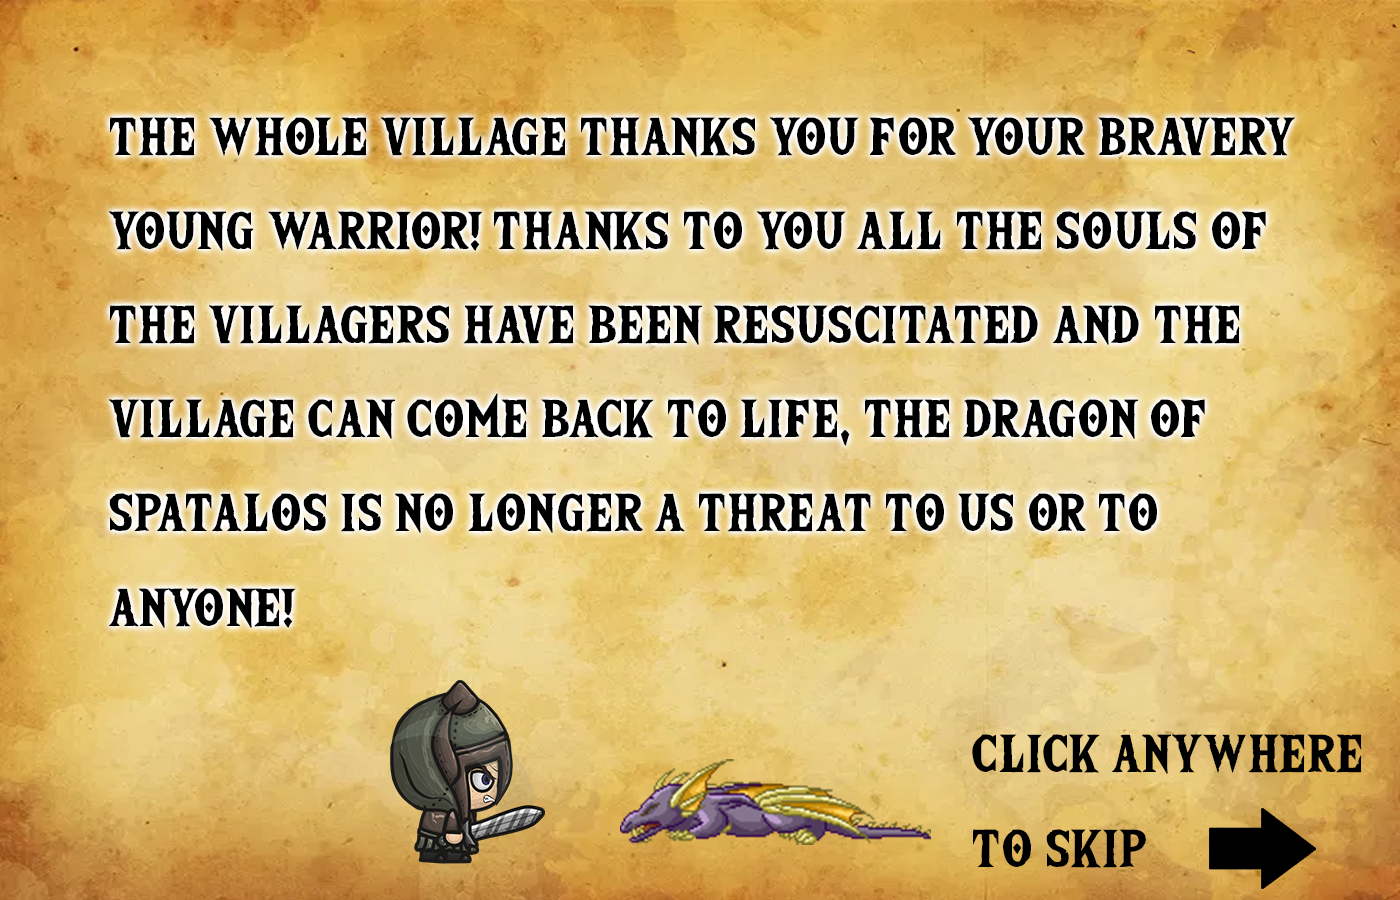 THE WHOLE VILLAGE THANKS YOU FOR YOUR BRAVERY
YOUNG WARRIOR! THANKS TO YOU ALL THE SOULS OF
THE VILLAGERS HAVE BEEN RESUSCITATED AND THE
VILLAGE CAN COME BACK TO LIFE, THE DRAGON OF
SPATALOS IS NO LONGER A THREAT TO US OR TO
ANYONE!
CLICK ANYWHERE
TO SKIP